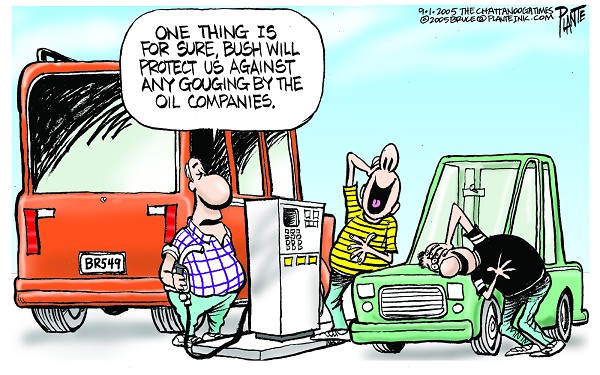 9-1-2005 THE CHATTANOOGA TIMES
©2005 BRUCE@PLANTEINK.COM
PLANTE
ONE THING IS
FOR SURE, BUSH WILL
PROTECT US AGAINST
ANY GOUGING BY THE
OIL COMPANIES.
BR549